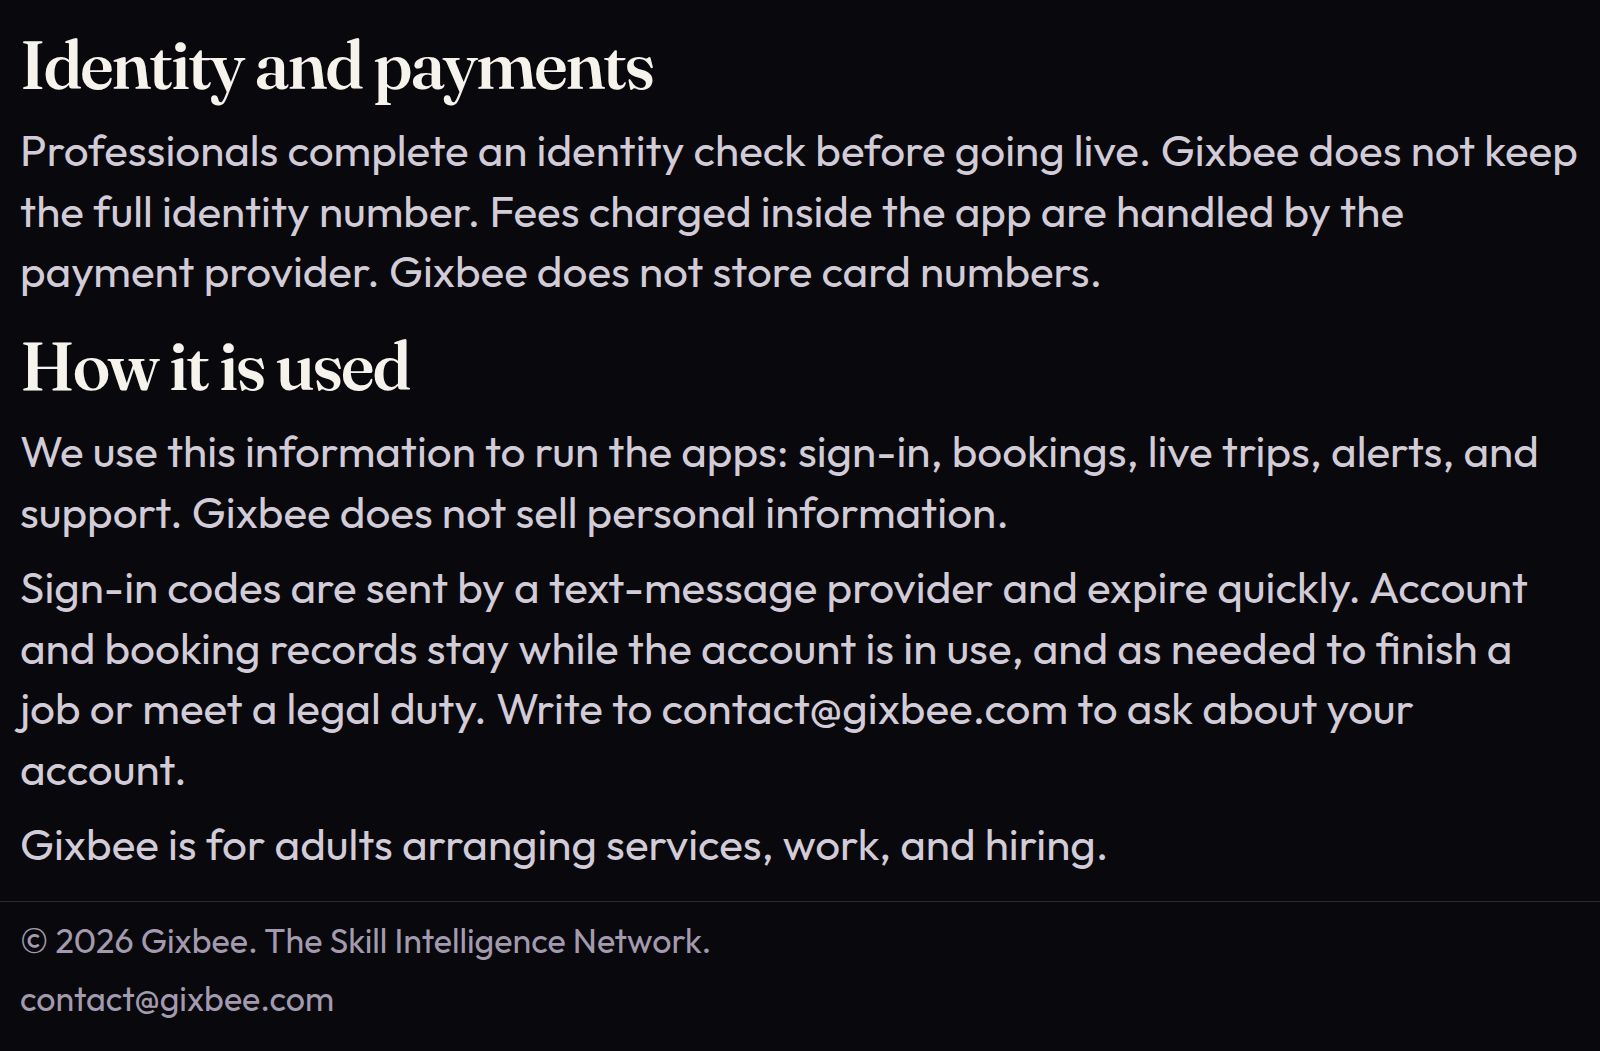 Identity and payments
Professionals complete an identity check before going live. Gixbee does not keep
the full identity number. Fees charged inside the app are handled by the
payment provider. Gixbee does not store card numbers.
How it is used
We use this information to run the apps: sign-in, bookings, live trips, alerts, and
support. Gixbee does not sell personal information.
Sign-in codes are sent by a text-message provider and expire quickly. Account
and booking records stay while the account is in use, and as needed to finish a
job or meet a legal duty. Write to contact@gixbee.com to ask about your
account.
Gixbee is for adults arranging services, work, and hiring.
© 2026 Gixbee. The Skill Intelligence Network.
contact@gixbee.com